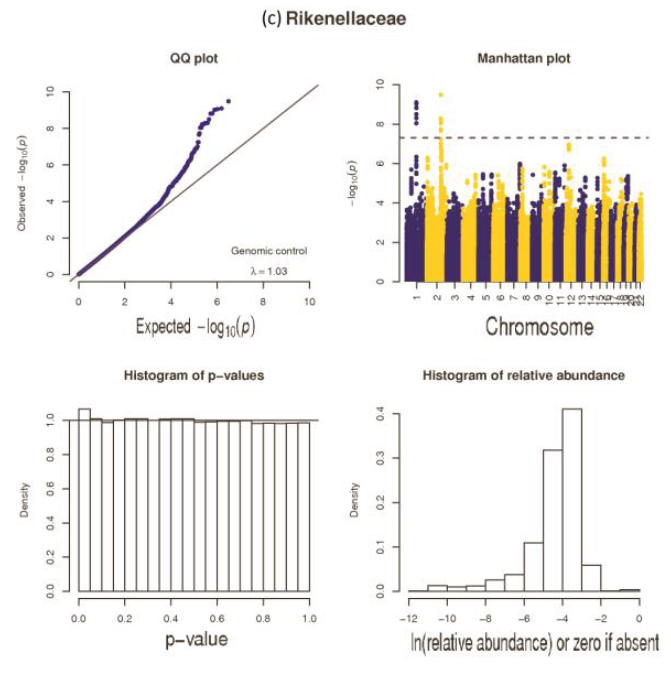 (c) Rikenellaceae
QQ plot
Observed −log10(p)
0 2 4 6 8 10
Genomic control
λ = 1.03
0 2 4 6 8 10
Expected −log10(p)
Manhattan plot
−log10(p)
0 2 4 6 8 10
1 2 3 4 5 6 7 8 9 10 11 12 13 14 15 16 17 18 19 20 22
Chromosome
Histogram of p−values
Density
0.0 0.2 0.4 0.6 0.8 1.0
0.0 0.2 0.4 0.6 0.8 1.0
p−value
Histogram of relative abundance
Density
0.0 0.1 0.2 0.3 0.4
−12 −10 −8 −6 −4 −2 0
ln(relative abundance) or zero if absent